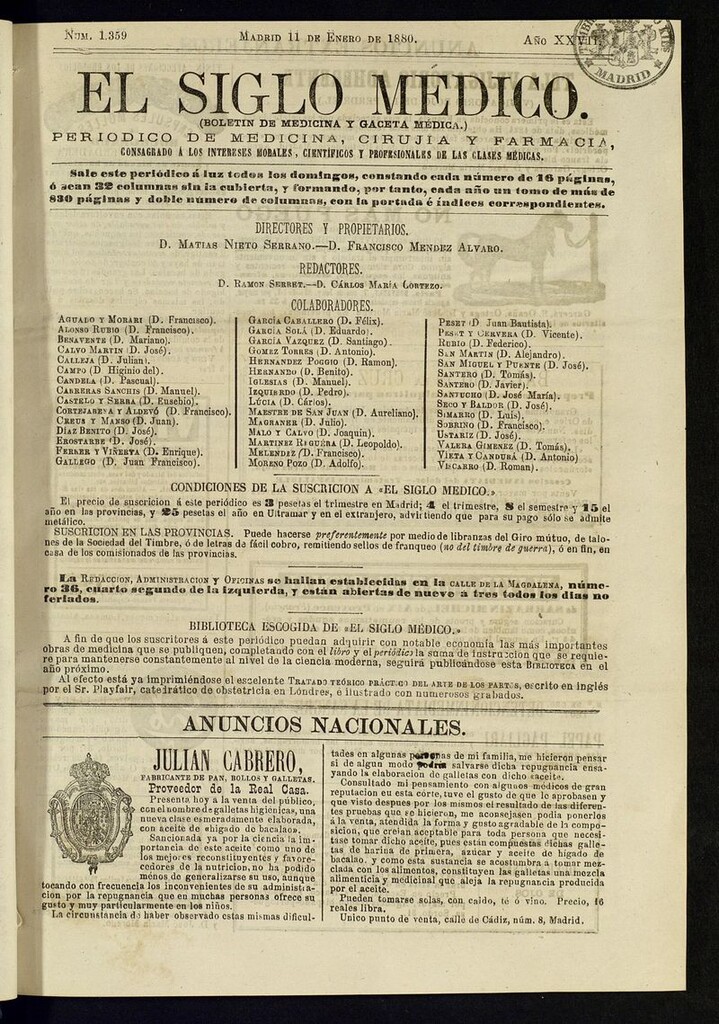 Núm. 1.359
Madrid 11 de Enero de 1880.
Año XXVII.
MADRID
EL SIGLO MÉDICO.
(BOLETIN DE MEDICINA Y GACETA MÉDICA.)
PERIODICO DE MEDICINA, CIRUJÍA Y FARMACIA,
CONSAGRADO Á LOS INTERESES MORALES, CIENTÍFICOS Y PROFESIONALES DE LAS CLASES MÉDICAS.
Sale este periódico á luz todos los domingos, constando cada número de 16 páginas,
ó sean 32 columnas sin la cubierta, y formando, por tanto, cada año un tomo de más de
830 páginas y doble número de columnas, con la portada é índices correspondientes.
DIRECTORES Y PROPIETARIOS.
D. Matias Nieto Serrano.—D. Francisco Mendez Alvaro.
REDACTORES.
D. Ramon Serret.—D. Cárlos María Cortezo.
COLABORADORES.
Aguado y Morari (D. Francisco).
Alonso Rubio (D. Francisco).
Benavente (D. Mariano).
Calvo Martin (D. José).
Calleja (D. Julian).
Campo (D. Higinio del).
Candela (D. Pascual).
Carreras Sanchis (D. Manuel).
Castelo y Serra (D. Eusebio).
Cortejarena y Aldevó (D. Francisco).
Creus y Manso (D. Juan).
Diaz Benito (D. José).
Erostarbe (D. José).
Ferrer y Viñerta (D. Enrique).
Gallego (D. Juan Francisco).
García Caballero (D. Félix).
García Solá (D. Eduardo).
García Vazquez (D. Santiago).
Gomez Torres (D. Antonio).
Hernandez Poggio (D. Ramon).
Hernando (D. Benito).
Iglesias (D. Manuel).
Izquierdo (D. Pedro).
Lúcia (D. Cárlos).
Maestre de San Juan (D. Aureliano).
Magraner (D. Julio).
Malo y Calvo (D. Joaquin).
Martinez Reguera (D. Leopoldo).
Melendez (D. Francisco).
Moreno Pozo (D. Adolfo).
Peset (D Juan Bautista).
Peset y Cervera (D. Vicente).
Rubio (D. Federico).
San Martin (D. Alejandro).
San Miguel y Puente (D. José).
Santero (D. Tomás).
Santero (D. Javier).
Santucho (D. José María).
Seco y Baldor (D. José).
Simarro (D. Luis).
Sobrino (D. Francisco).
Ustariz (D. José).
Valera Gimenez (D. Tomás).
Vieta y Candurá (D. Antonio)
Viscarro (D. Roman).
CONDICIONES DE LA SUSCRICION A «EL SIGLO MEDICO.»
El precio de suscricion á este periódico es 3 pesetas el trimestre en Madrid; 4 el trimestre, 8 el semestre y 15 el
año en las provincias, y 25 pesetas el año en Ultramar y en el extranjero, advirtiendo que para su pago sólo se admite
metálico.
SUSCRICION EN LAS PROVINCIAS. Puede hacerse preferentemente por medio de libranzas del Giro mútuo, de talo-
nes de la Sociedad del Timbre, ó de letras de fácil cobro, remitiendo sellos de franqueo (no del timbre de guerra), ó en fin, en
casa de los comisionados de las provincias.
La Redaccion, Administracion y Oficinas se hallan establecidas en la calle de la Magdalena, núme-
ro 36, cuarto segundo de la izquierda, y están abiertas de nueve á tres todos los dias no
feriados.
BIBLIOTECA ESCOGIDA DE «EL SIGLO MÉDICO.»
A fin de que los suscritores á este periódico puedan adquirir con notable economía las más importantes
obras de medicina que se publiquen, completando con el libro y el periódico la suma de instruccion que se requie-
re para mantenerse constantemente al nivel de la ciencia moderna, seguirá publicándose esta Biblioteca en el
año próximo.
Al efecto está ya imprimiéndose el escelente Tratado teórico práctico del arte de los partos, escrito en inglés
por el Sr. Playfair, catedrático de obstetricia en Lóndres, é ilustrado con numerosos grabados.
ANUNCIOS NACIONALES.
JULIAN CABRERO,
FABRICANTE DE PAN, BOLLOS Y GALLETAS.
Proveedor de la Real Casa.
Presenta hoy a la venta del público,
con el nombre de galletas higiénicas, una
nueva clase esmeradamente elaborada,
con aceite de «hígado de bacalao».
Sancionada ya por la ciencia la im-
portancia de este aceite como uno de
los mejores reconstituyentes y favore-
cedores de la nutricion, no ha podido
ménos de generalizarse su uso, aunque
tocando con frecuencia los inconvenientes de su administra-
cion por la repugnancia que en muchas personas ofrece su
gusto y muy particularmente en los niños.
La circunstancia de haber observado estas mismas dificul-
tades en algunas personas de mi familia, me hicieron pensar
si de algun modo podria salvarse dicha repugnancia ensa-
yando la elaboracion de galletas con dicho «aceite».
Consultado mi pensamiento con algunos médicos de gran
reputacion en esta córte, tuve el gusto de que lo aprobasen y
que visto despues por los mismos el resultado de las diferen-
tes pruebas que se hicieron, me aconsejasen podia ponerlos
á la venta, atendida la forma y gusto agradable de la compo-
sicion, que creian aceptable para toda persona que necesi-
tase tomar dicho aceite, pues están compuestas dichas galle-
tas de harina de primera, azúcar y aceite de hígado de
bacalao. y como esta sustancia se acostumbra á tomar mez-
clada con los alimentos, constituyen las galletas una mezcla
alimenticia y medicinal que aleja la repugnancia producida
por el aceite.
Pueden tomarse solas, con caldo, té ó vino. Precio, 16
reales libra.
Unico punto de venta, calle de Cádiz, núm. 8, Madrid.